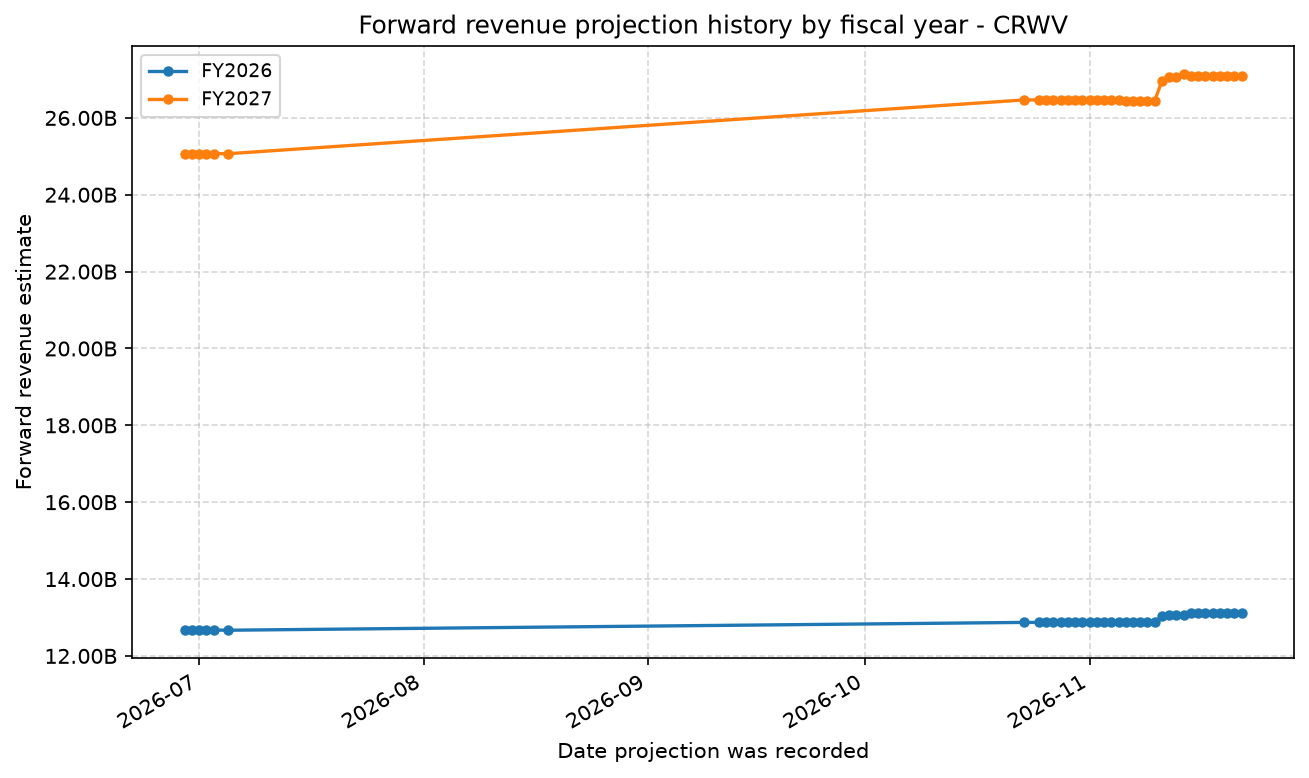 Forward revenue projection history by fiscal year - CRWV
FY2026
FY2027
Forward revenue estimate
26.00B
24.00B
22.00B
20.00B
18.00B
16.00B
14.00B
12.00B
2026-07
2026-08
2026-09
2026-10
2026-11
Date projection was recorded